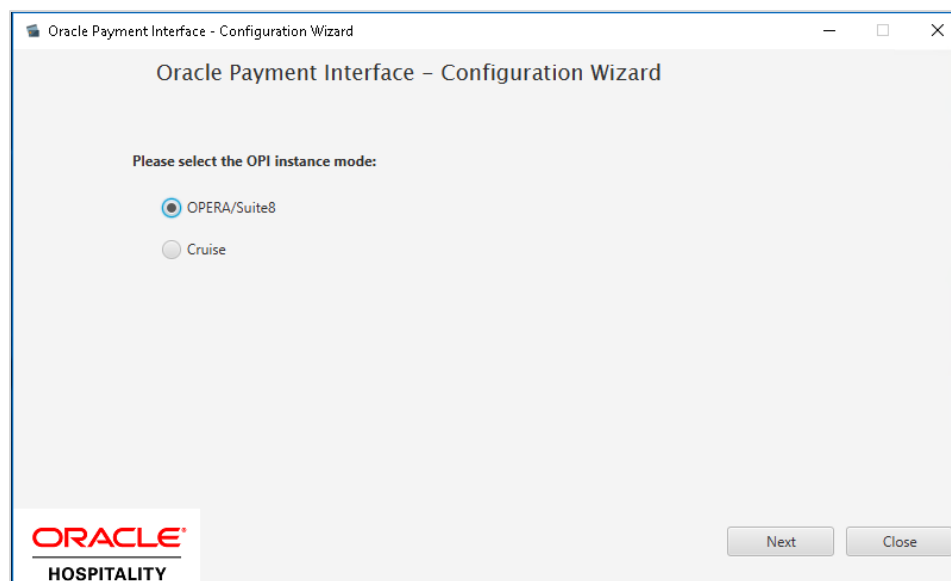 Oracle Payment Interface - Configuration Wizard
Oracle Payment Interface – Configuration Wizard
Please select the OPI instance mode:
OPERA/Suite8
Cruise
Next
Close
ORACLE®
HOSPITALITY